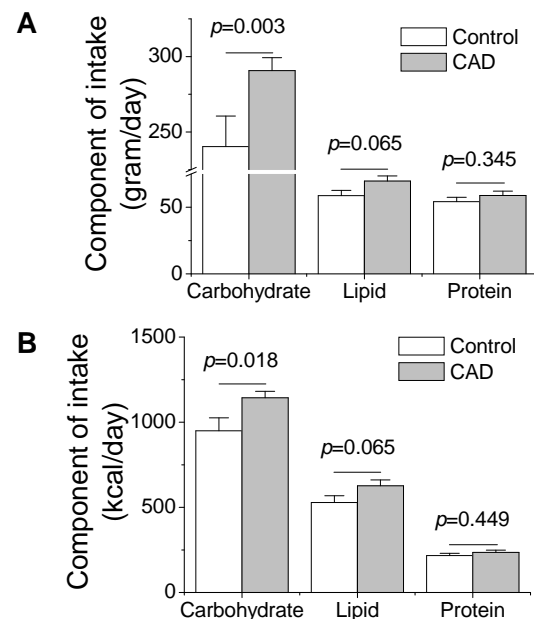 A
p=0.003
Control
CAD
300
p=0.065
p=0.345
250
50
0
Component of intake
(gram/day)
Carbohydrate Lipid Protein
B
1500
Control
CAD
p=0.018
1000
p=0.065
500
p=0.449
0
Component of intake
(kcal/day)
Carbohydrate Lipid Protein